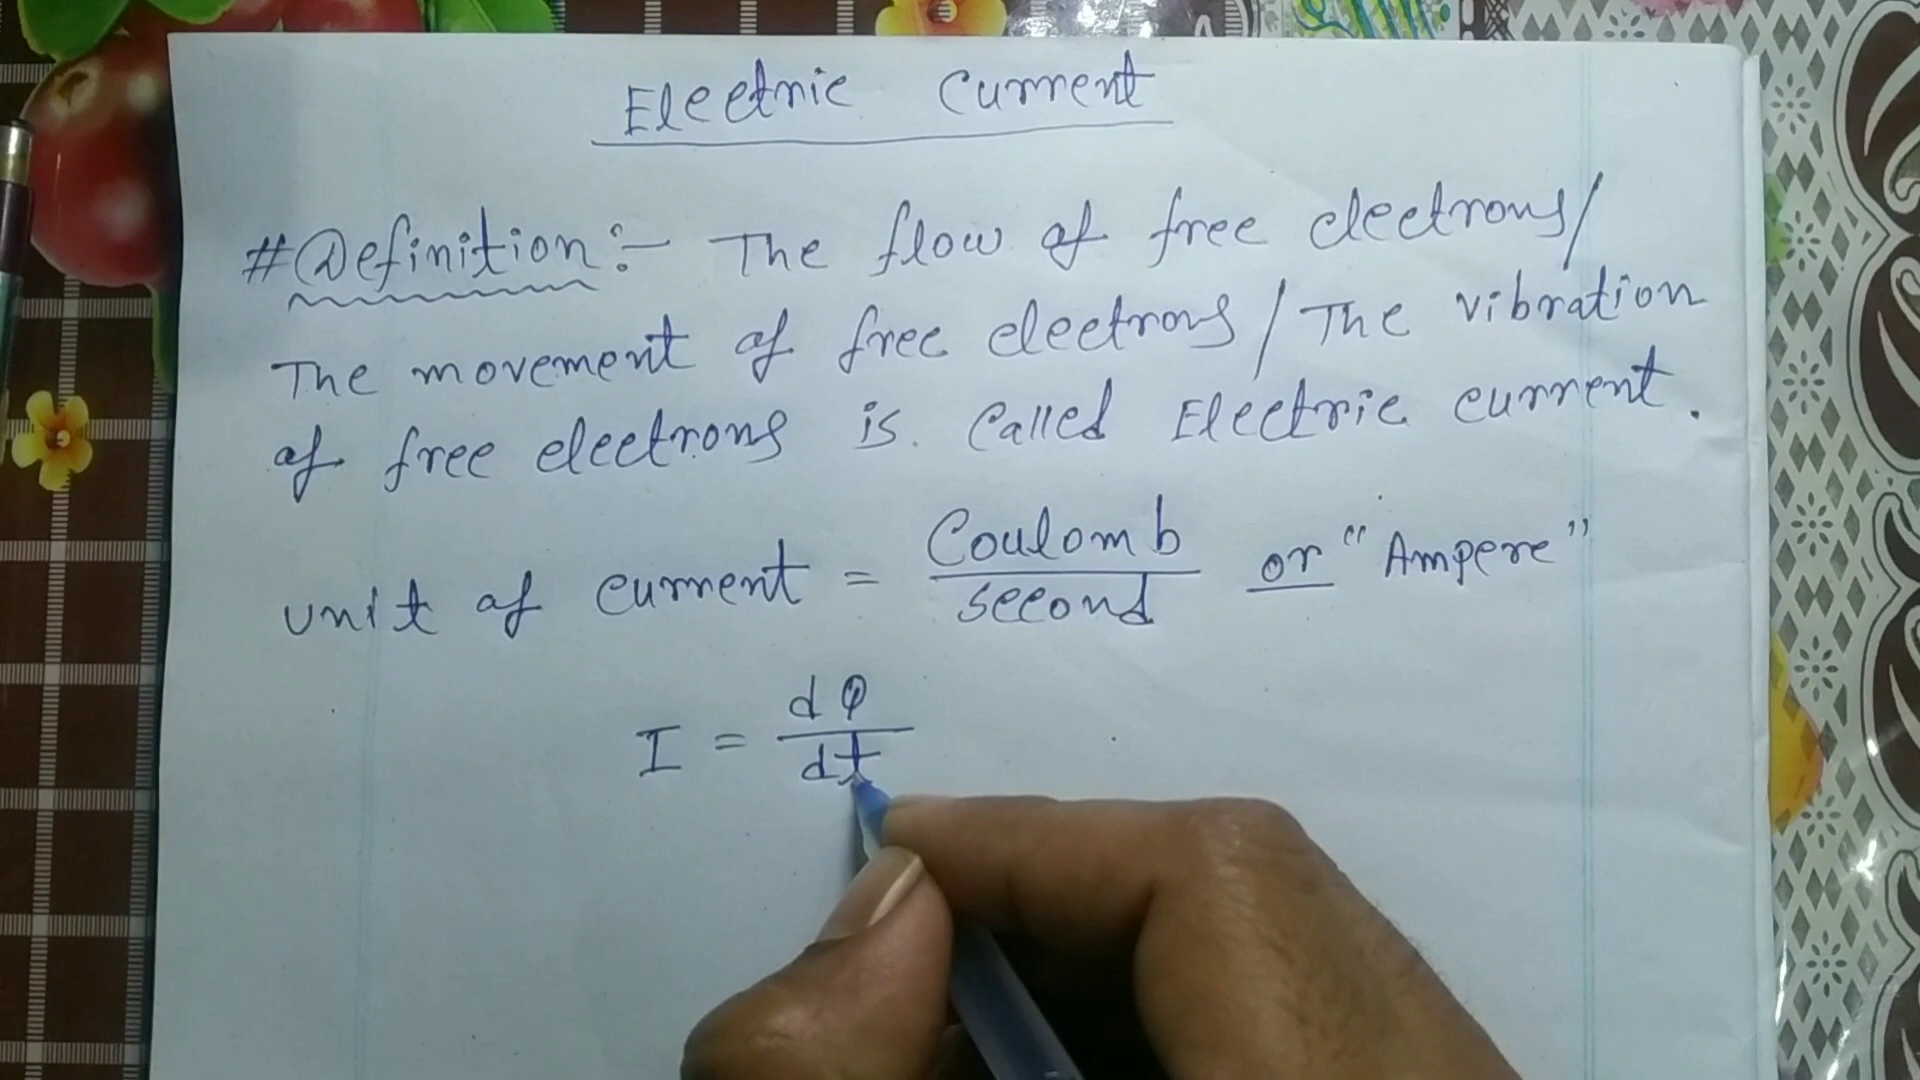 Electric Current
# Definition :- The flow of free electrons/
The movement of free electrons / The vibration
of free electrons is called Electric current.
unit of current = Coulomb/second or "Ampere"
I = dQ/dt